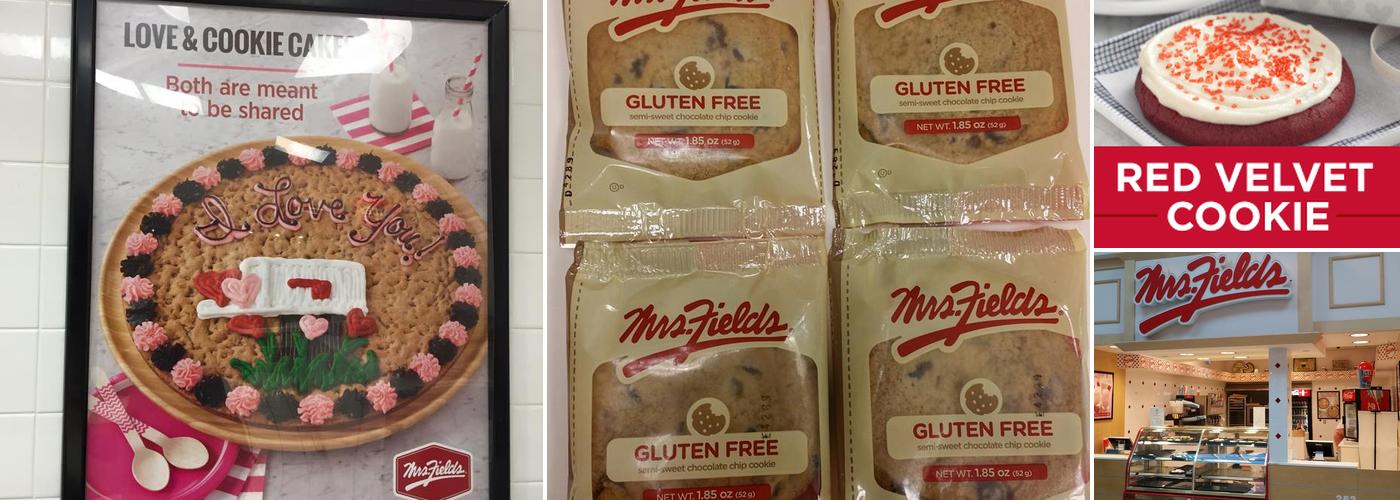 LOVE & COOKIE CAKES
Both are meant
to be shared
I Love You!
Mrs.Fields
Mrs.Fields
GLUTEN FREE
semi-sweet chocolate chip cookie
NET WT. 1.85 oz (52 g)
Mrs.Fields
GLUTEN FREE
semi-sweet chocolate chip cookie
NET WT. 1.85 oz (52 g)
Mrs.Fields
GLUTEN FREE
semi-sweet chocolate chip cookie
NET WT. 1.85 oz (52 g)
Mrs.Fields
GLUTEN FREE
semi-sweet chocolate chip cookie
NET WT. 1.85 oz (52 g)
RED VELVET
COOKIE
Mrs.Fields